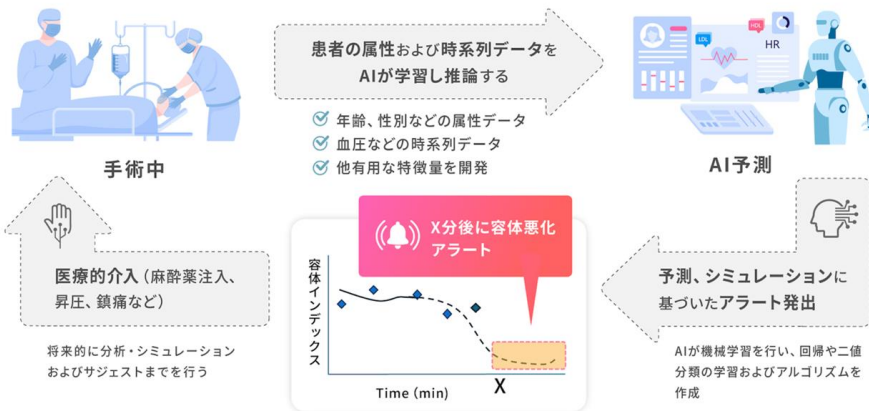 患者の属性および時系列データを
AIが学習し推論する
年齢、性別などの属性データ
血圧などの時系列データ
他有用な特徴量を開発
手術中
LDL
HDL
HR
AI予測
X分後に容体悪化
アラート
医療的介入（麻酔薬注入、
昇圧、鎮痛など）
将来的に分析・シミュレーション
およびサジェストまでを行う
容体インデックス
Time (min)
X
予測、シミュレーションに
基づいたアラート発出
AIが機械学習を行い、回帰や二値
分類の学習およびアルゴリズムを
作成